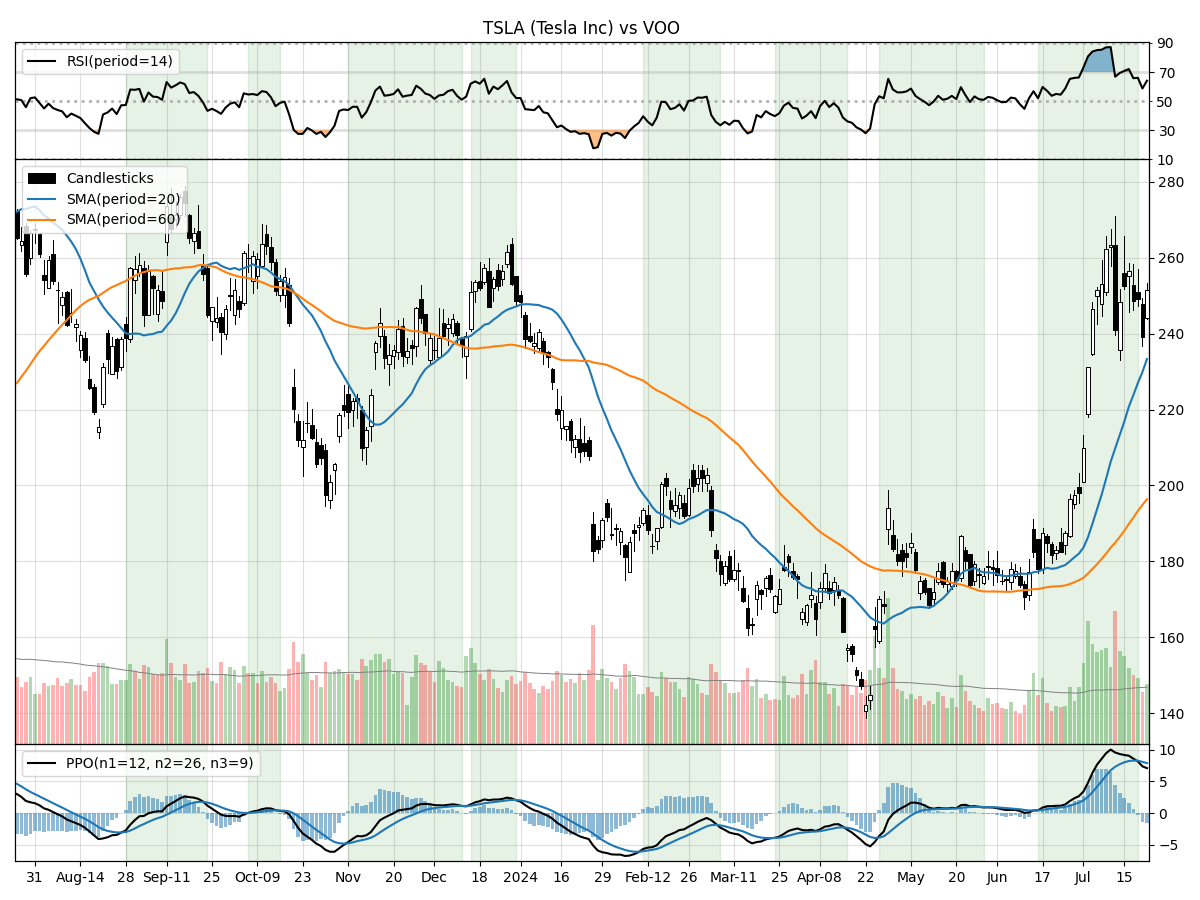 TSLA (Tesla Inc) vs VOO
RSI(period=14)
90
70
50
30
10
Candlesticks
SMA(period=20)
SMA(period=60)
280
260
240
220
200
180
160
140
PPO(n1=12, n2=26, n3=9)
10
5
0
−5
31 Aug-14 28 Sep-11 25 Oct-09 23 Nov 20 Dec 18 2024 16 29 Feb-12 26 Mar-11 25 Apr-08 22 May 20 Jun 17 Jul 15